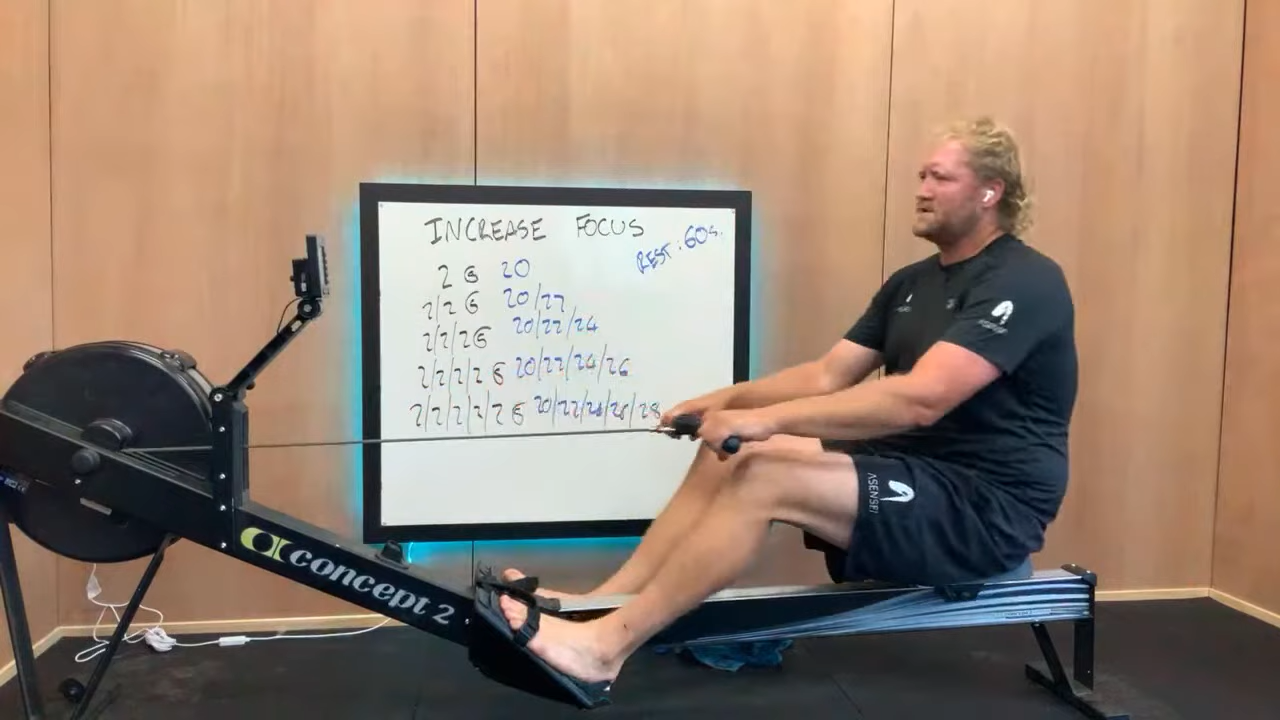 INCREASE FOCUS
REST: 60s.
2 @ 20
2/2 @ 20/22
2/2/2 @ 20/22/24
2/2/2/2 @ 20/22/24/26
2/2/2/2/2 @ 20/22/24/26/28
concept 2
ASENSEI